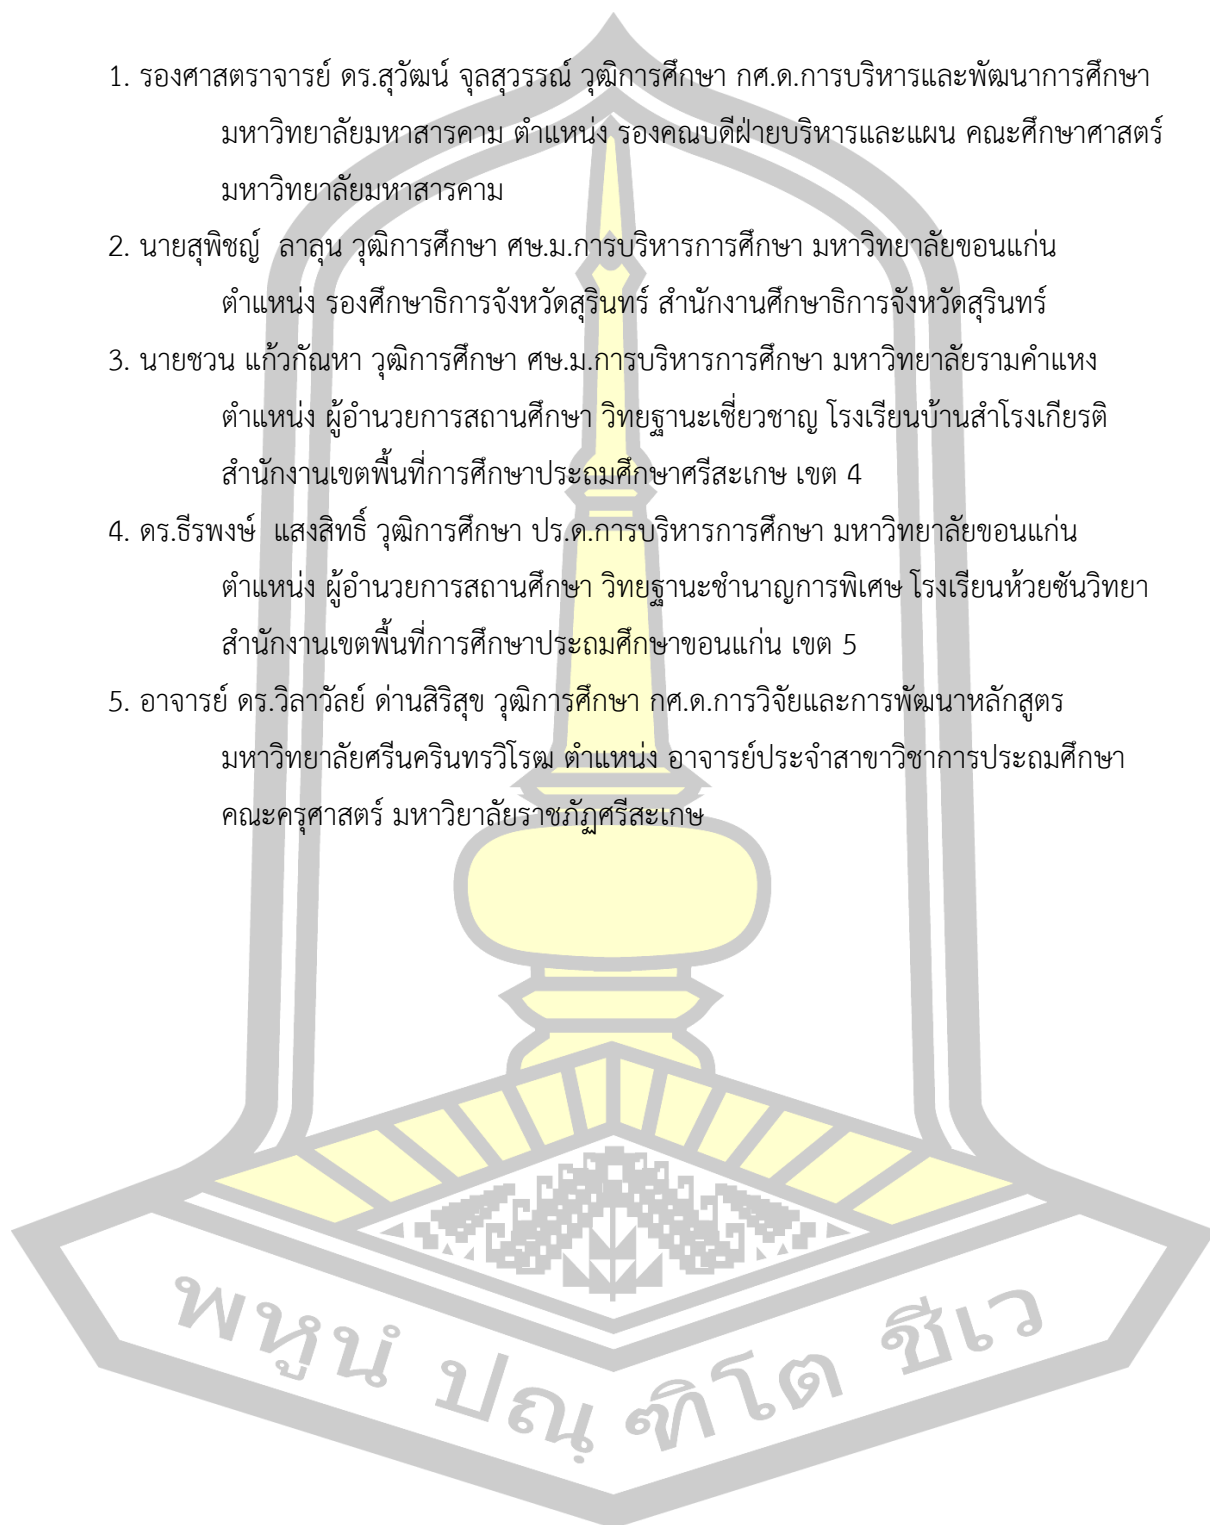 1. รองศาสตราจารย์ ดร.สุวัฒน์ จุลสุวรรณ์ วุฒิการศึกษา กศ.ด.การบริหารและพัฒนาการศึกษา
มหาวิทยาลัยมหาสารคาม ตำแหน่ง รองคณบดีฝ่ายบริหารและแผน คณะศึกษาศาสตร์
มหาวิทยาลัยมหาสารคาม
2. นายสุพิชญ์  ลาลุน วุฒิการศึกษา ศษ.ม.การบริหารการศึกษา มหาวิทยาลัยขอนแก่น
ตำแหน่ง รองศึกษาธิการจังหวัดสุรินทร์ สำนักงานศึกษาธิการจังหวัดสุรินทร์
3. นายชวน แก้วกัณหา วุฒิการศึกษา ศษ.ม.การบริหารการศึกษา มหาวิทยาลัยรามคำแหง
ตำแหน่ง ผู้อำนวยการสถานศึกษา วิทยฐานะเชี่ยวชาญ โรงเรียนบ้านสำโรงเกียรติ
สำนักงานเขตพื้นที่การศึกษาประถมศึกษาศรีสะเกษ เขต 4
4. ดร.ธีรพงษ์  แสงสิทธิ์ วุฒิการศึกษา ปร.ด.การบริหารการศึกษา มหาวิทยาลัยขอนแก่น
ตำแหน่ง ผู้อำนวยการสถานศึกษา วิทยฐานะชำนาญการพิเศษ โรงเรียนห้วยซันวิทยา
สำนักงานเขตพื้นที่การศึกษาประถมศึกษาขอนแก่น เขต 5
5. อาจารย์ ดร.วิลาวัลย์ ด่านสิริสุข วุฒิการศึกษา กศ.ด.การวิจัยและการพัฒนาหลักสูตร
มหาวิทยาลัยศรีนครินทรวิโรฒ ตำแหน่ง อาจารย์ประจำสาขาวิชาการประถมศึกษา
คณะครุศาสตร์ มหาวิยาลัยราชภัฏศรีสะเกษ
พหูนํ ปณฺฑิโต ชีเว